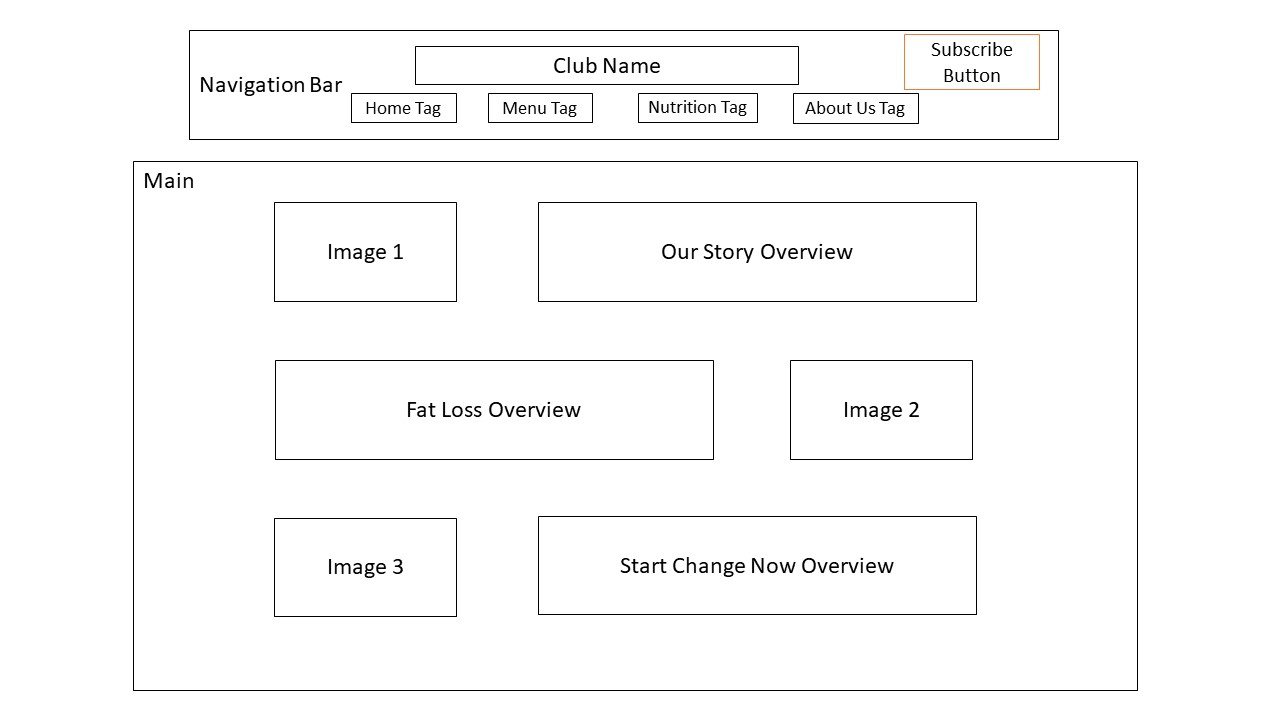 Navigation Bar
Club Name
Subscribe
Button
Home Tag
Menu Tag
Nutrition Tag
About Us Tag
Main
Image 1
Our Story Overview
Fat Loss Overview
Image 2
Image 3
Start Change Now Overview